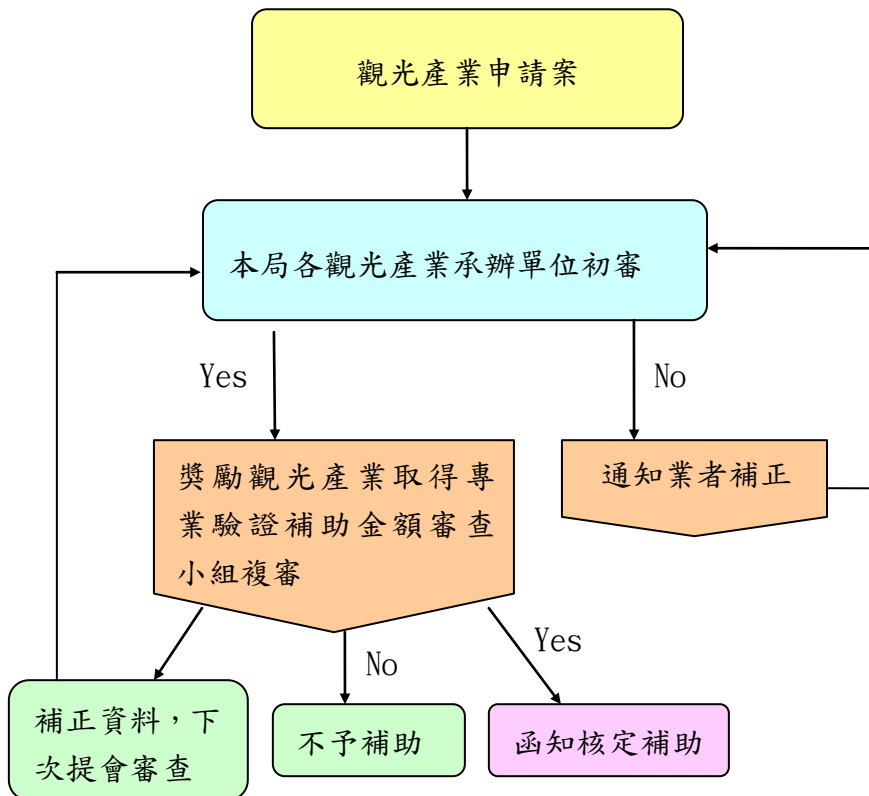 觀光產業申請案
本局各觀光產業承辦單位初審
Yes
No
獎勵觀光產業取得專
業驗證補助金額審查
小組複審
通知業者補正
No
Yes
補正資料，下
次提會審查
不予補助
函知核定補助